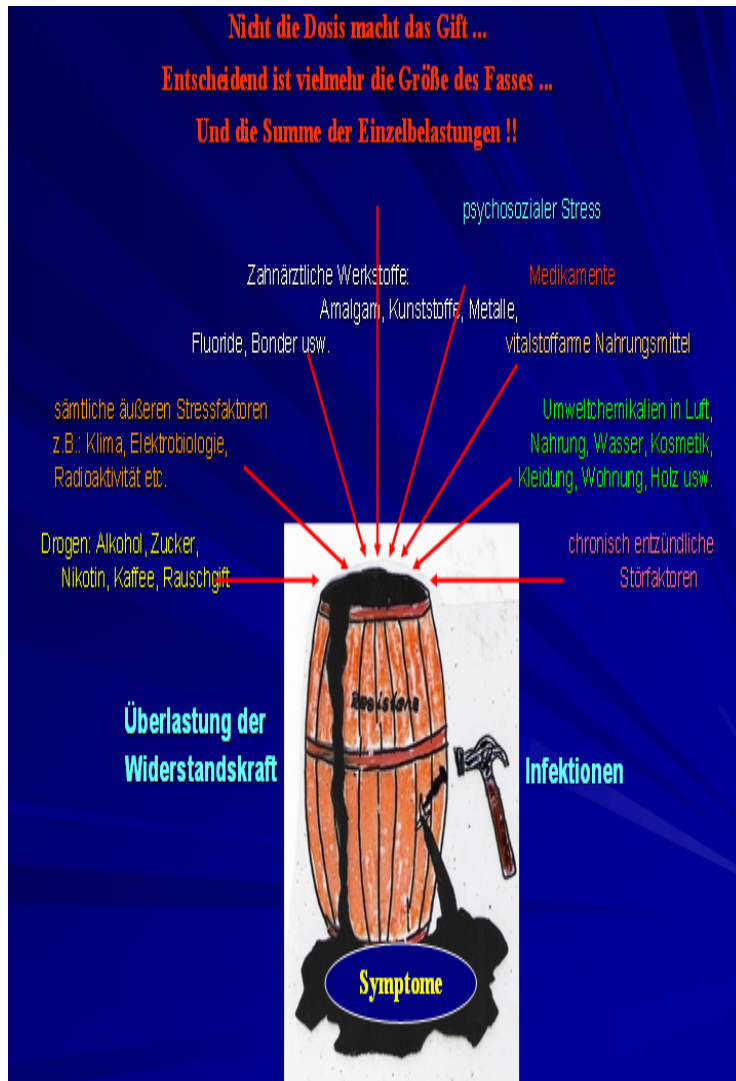 Nicht die Dosis macht das Gift ...
Entscheidend ist vielmehr die Größe des Fasses ...
Und die Summe der Einzelbelastungen !!
psychosozialer Stress
Zahnärztliche Werkstoffe:
Amalgam, Kunststoffe, Metalle,
Fluoride, Bonder usw.
Medikamente
vitalstoffarme Nahrungsmittel
sämtliche äußeren Stressfaktoren
z.B.: Klima, Elektrobiologie,
Radioaktivität etc.
Umweltchemikalien in Luft,
Nahrung, Wasser, Kosmetik,
Kleidung, Wohnung, Holz usw.
Drogen: Alkohol, Zucker,
Nikotin, Kaffee, Rauschgift
chronisch entzündliche
Störfaktoren
Überlastung der
Widerstandskraft
Infektionen
Symptome